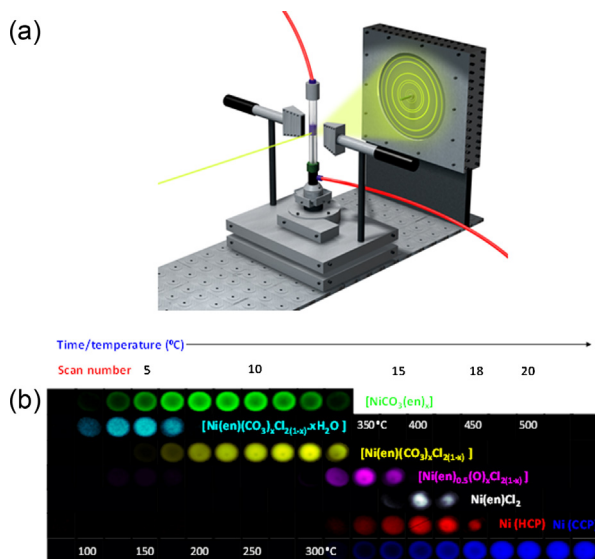 (a)
Time/temperature (ºC)
Scan number 5 10 15 18 20
(b)
[NiCO₃(en)ₓ]
[Ni(en)(CO₃)ₓCl₂₍₁₋ₓ₎.xH₂O ]
350°C 400 450 500
[Ni(en)(CO₃)ₓCl₂₍₁₋ₓ₎ ]
[Ni(en)₀.₅(O)ₓCl₂₍₁₋ₓ₎ ]
Ni(en)Cl₂
Ni (HCP) Ni (CCP)
100 150 200 250 300°C